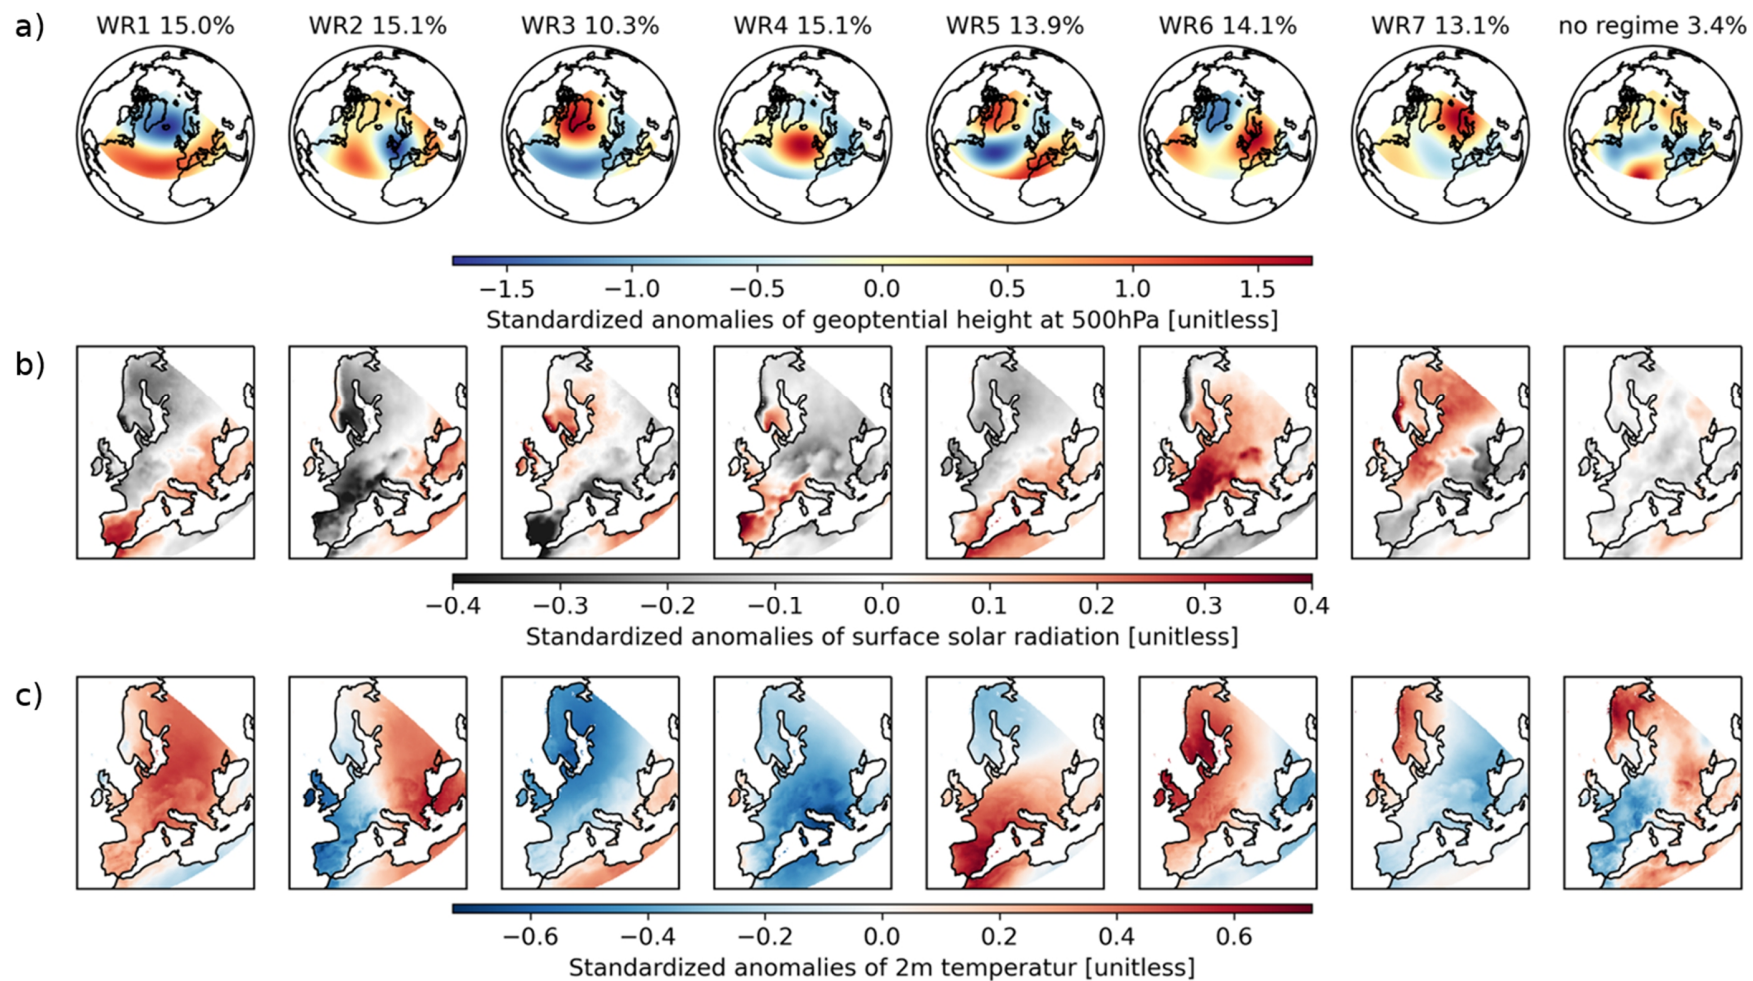 a) WR1 15.0% WR2 15.1% WR3 10.3% WR4 15.1% WR5 13.9% WR6 14.1% WR7 13.1% no regime 3.4%
−1.5 −1.0 −0.5 0.0 0.5 1.0 1.5
Standardized anomalies of geoptential height at 500hPa [unitless]
b)
−0.4 −0.3 −0.2 −0.1 0.0 0.1 0.2 0.3 0.4
Standardized anomalies of surface solar radiation [unitless]
c)
−0.6 −0.4 −0.2 0.0 0.2 0.4 0.6
Standardized anomalies of 2m temperatur [unitless]